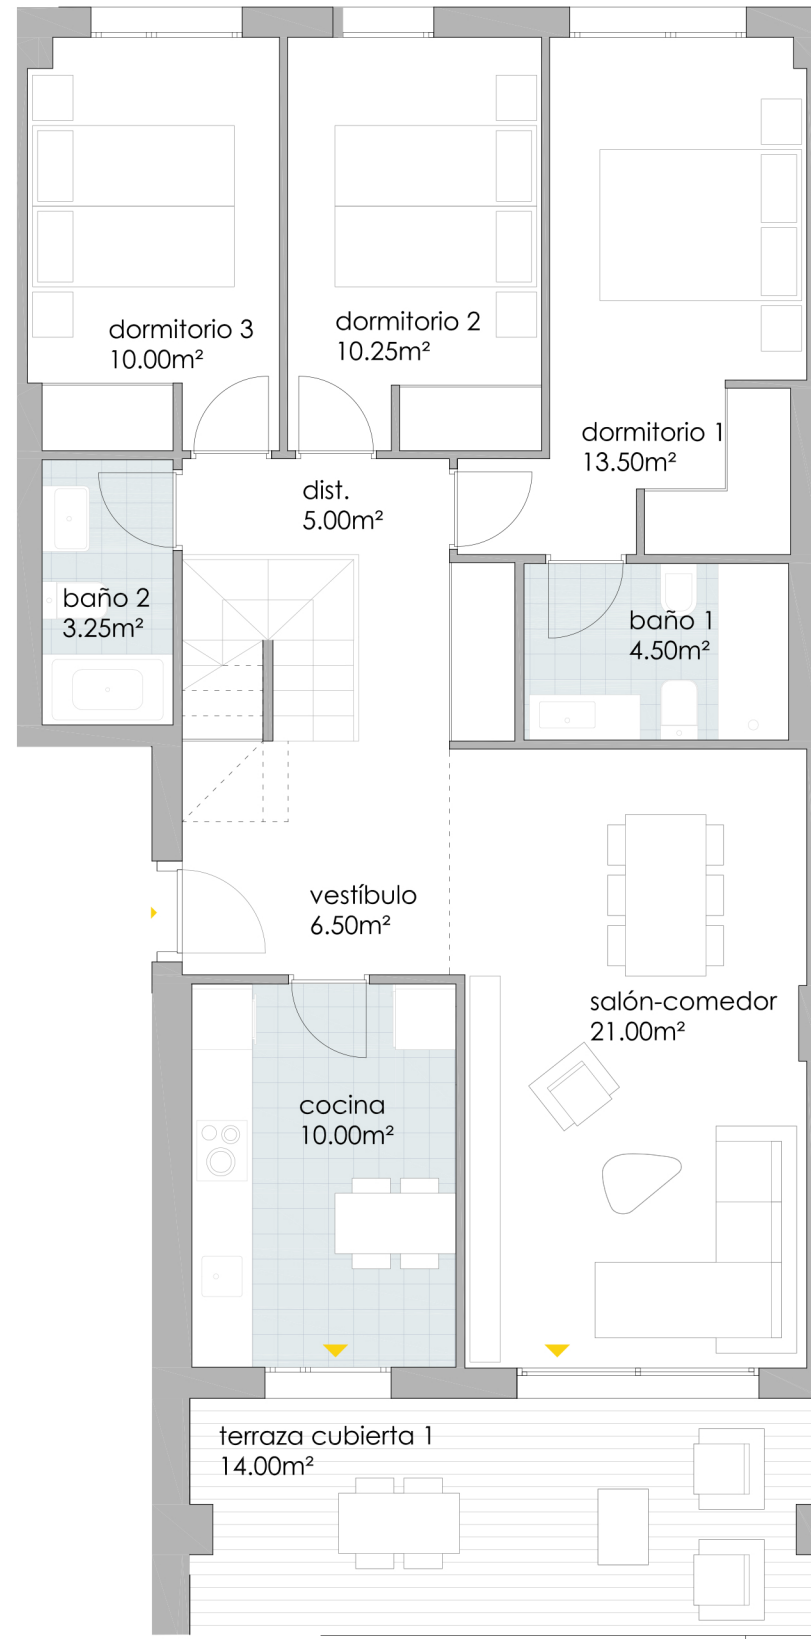 dormitorio 3
10.00m²
dormitorio 2
10.25m²
dormitorio 1
13.50m²
dist.
5.00m²
baño 2
3.25m²
baño 1
4.50m²
vestíbulo
6.50m²
salón-comedor
21.00m²
cocina
10.00m²
terraza cubierta 1
14.00m²